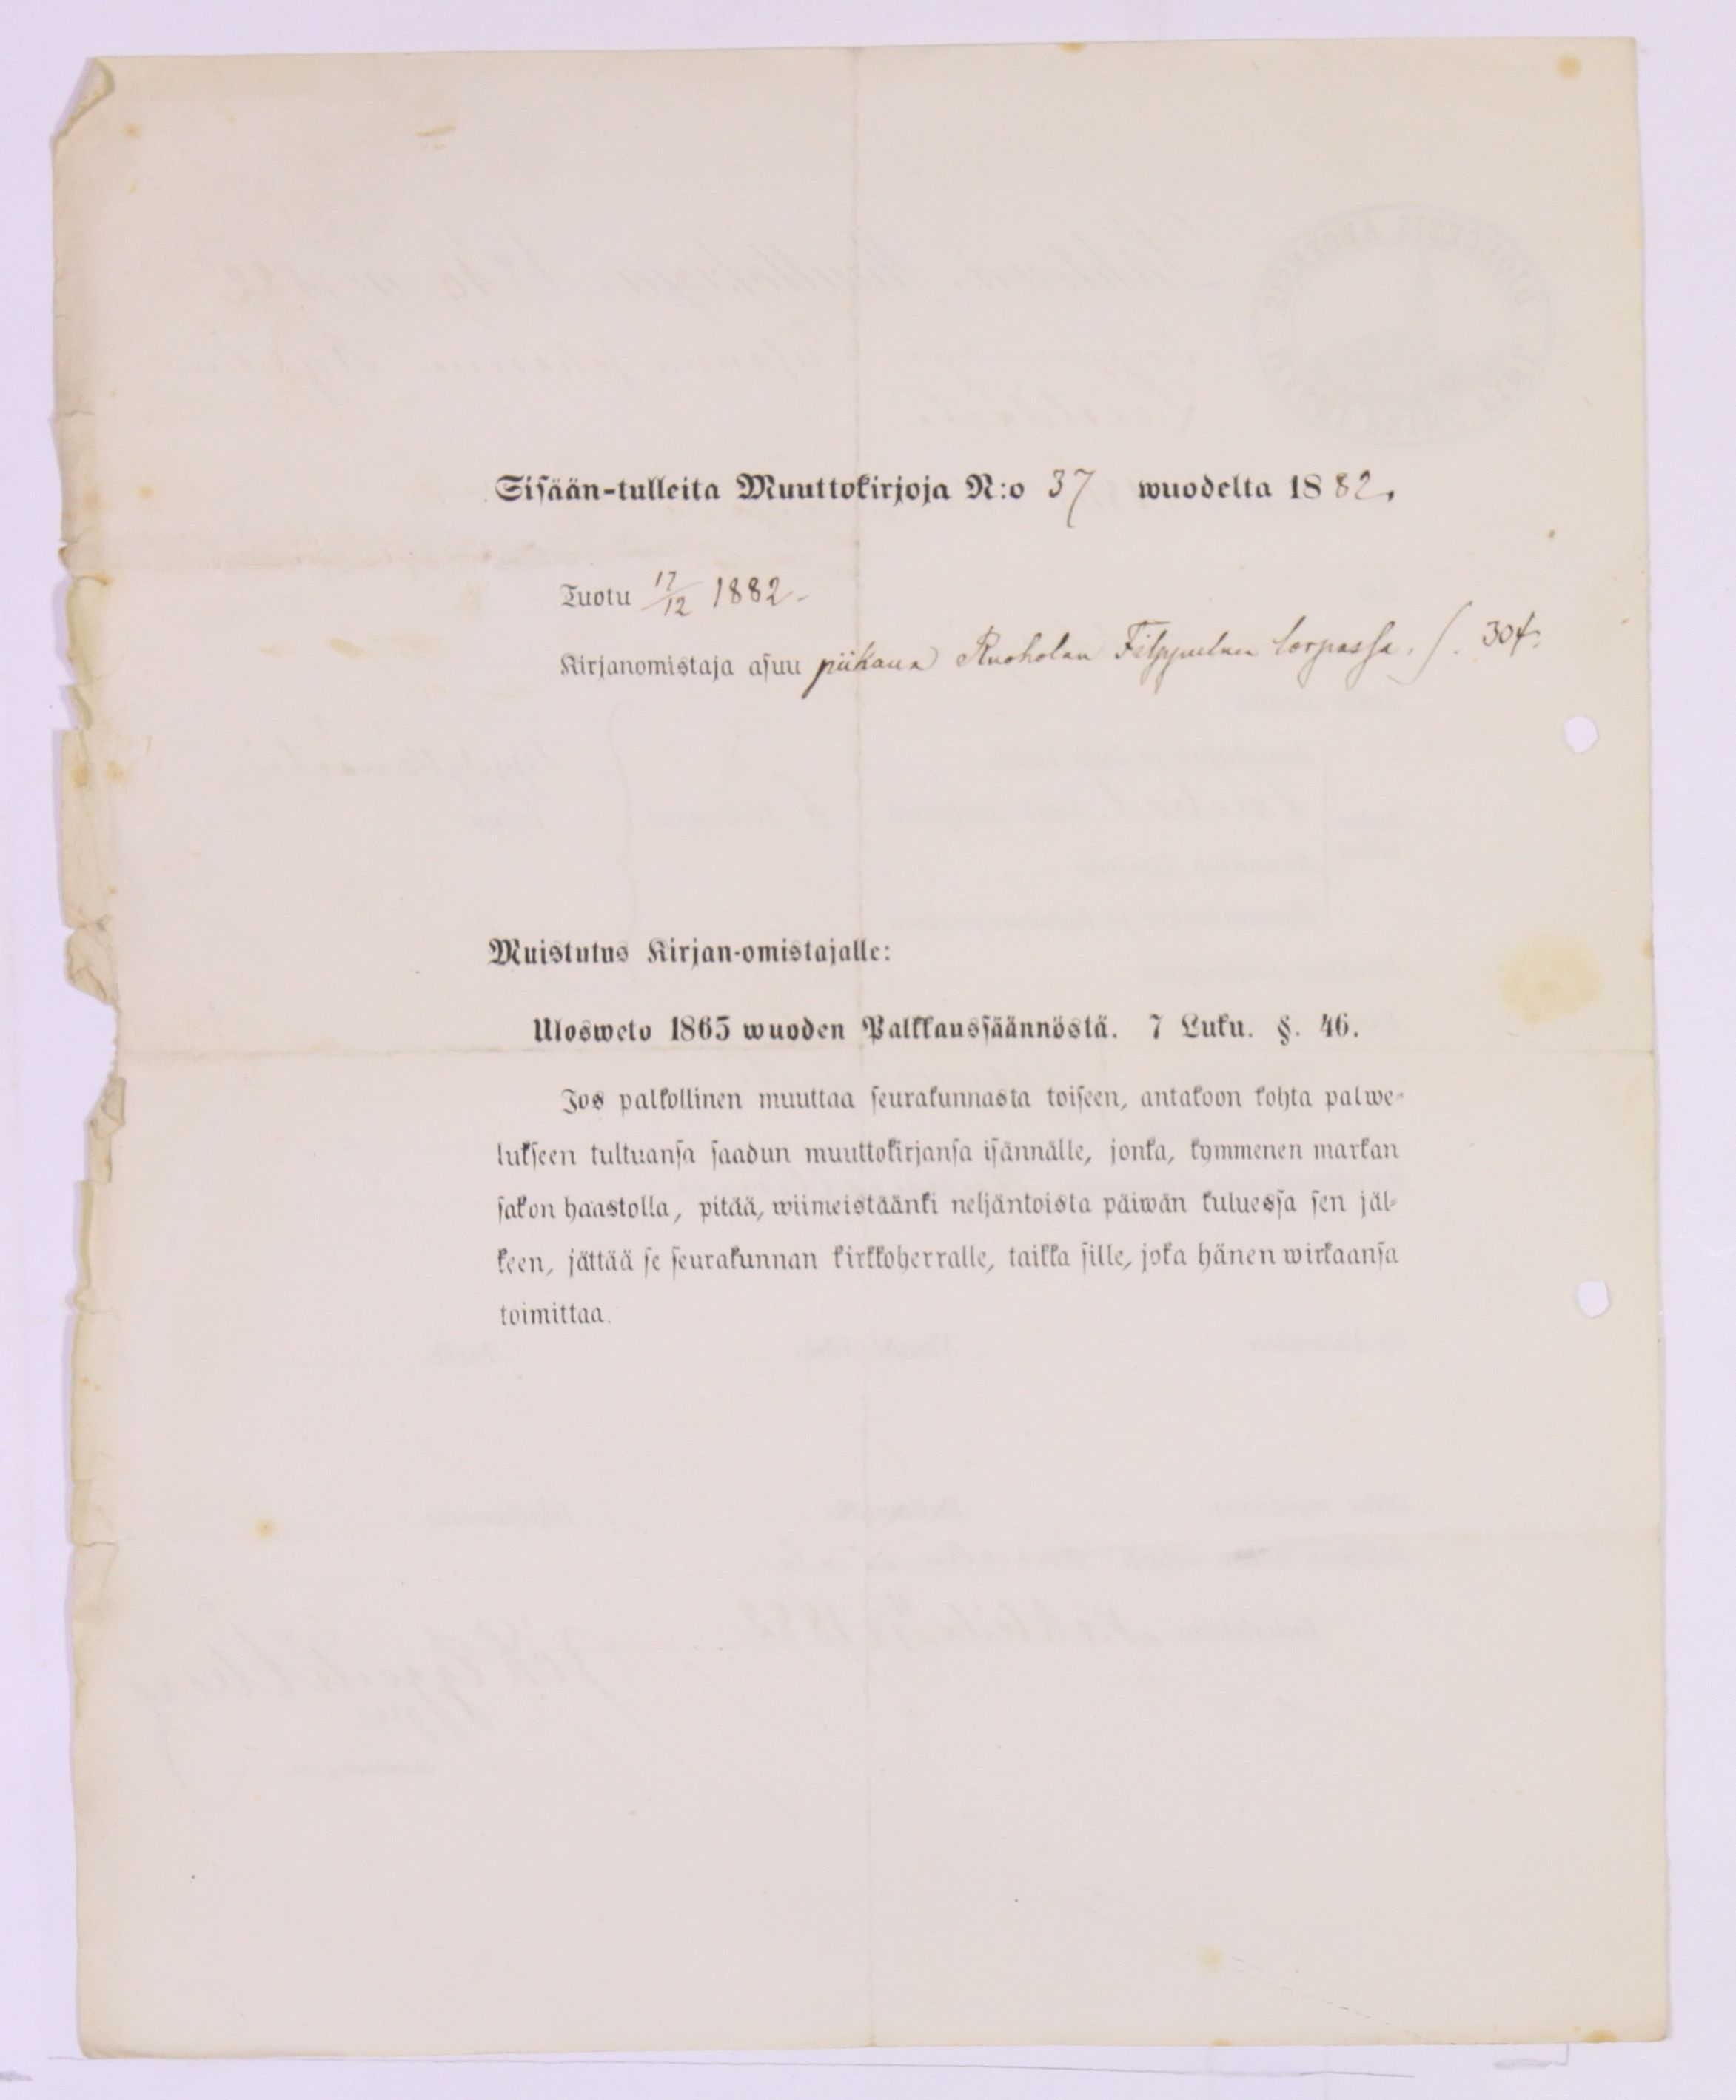 Sisään-tulleita Muuttokirjoja N:o 37 wuodelta 1882.
Tuotu 17/12 1882.
Kirjanomistaja asuu piikana Ruoholan Filppulan torpassa. S. 304.
Muistutus Kirjan-omistajalle:
Ulosweto 1865 wuoden Palkkaussäännöstä. 7 Luku. §. 46.
Jos palkollinen muuttaa seurakunnasta toiseen, antakoon kohta palwe-
lukseen tultuansa saadun muuttokirjansa isännälle, jonka, kymmenen markan
sakon haastolla, pitää, wiimeistäänki neljäntoista päiwän kuluessa sen jäl-
keen, jättää se seurakunnan kirkkoherralle, taikka sille, joka hänen wirkaansa
toimittaa.